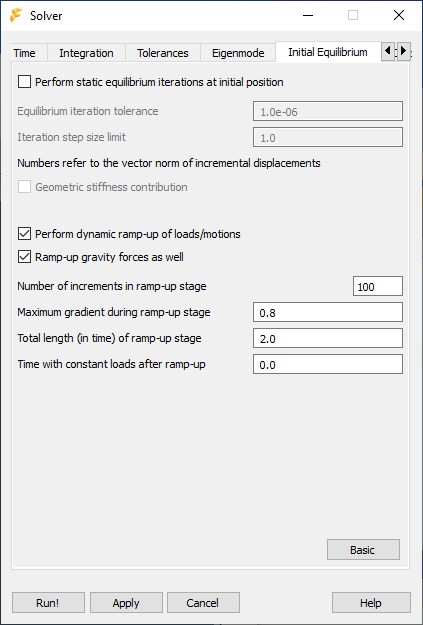 Solver
Time Integration Tolerances Eigenmode Initial Equilibrium
Perform static equilibrium iterations at initial position
Equilibrium iteration tolerance 1.0e-06
Iteration step size limit 1.0
Numbers refer to the vector norm of incremental displacements
Geometric stiffness contribution
Perform dynamic ramp-up of loads/motions
Ramp-up gravity forces as well
Number of increments in ramp-up stage 100
Maximum gradient during ramp-up stage 0.8
Total length (in time) of ramp-up stage 2.0
Time with constant loads after ramp-up 0.0
Basic
Run! Apply Cancel Help